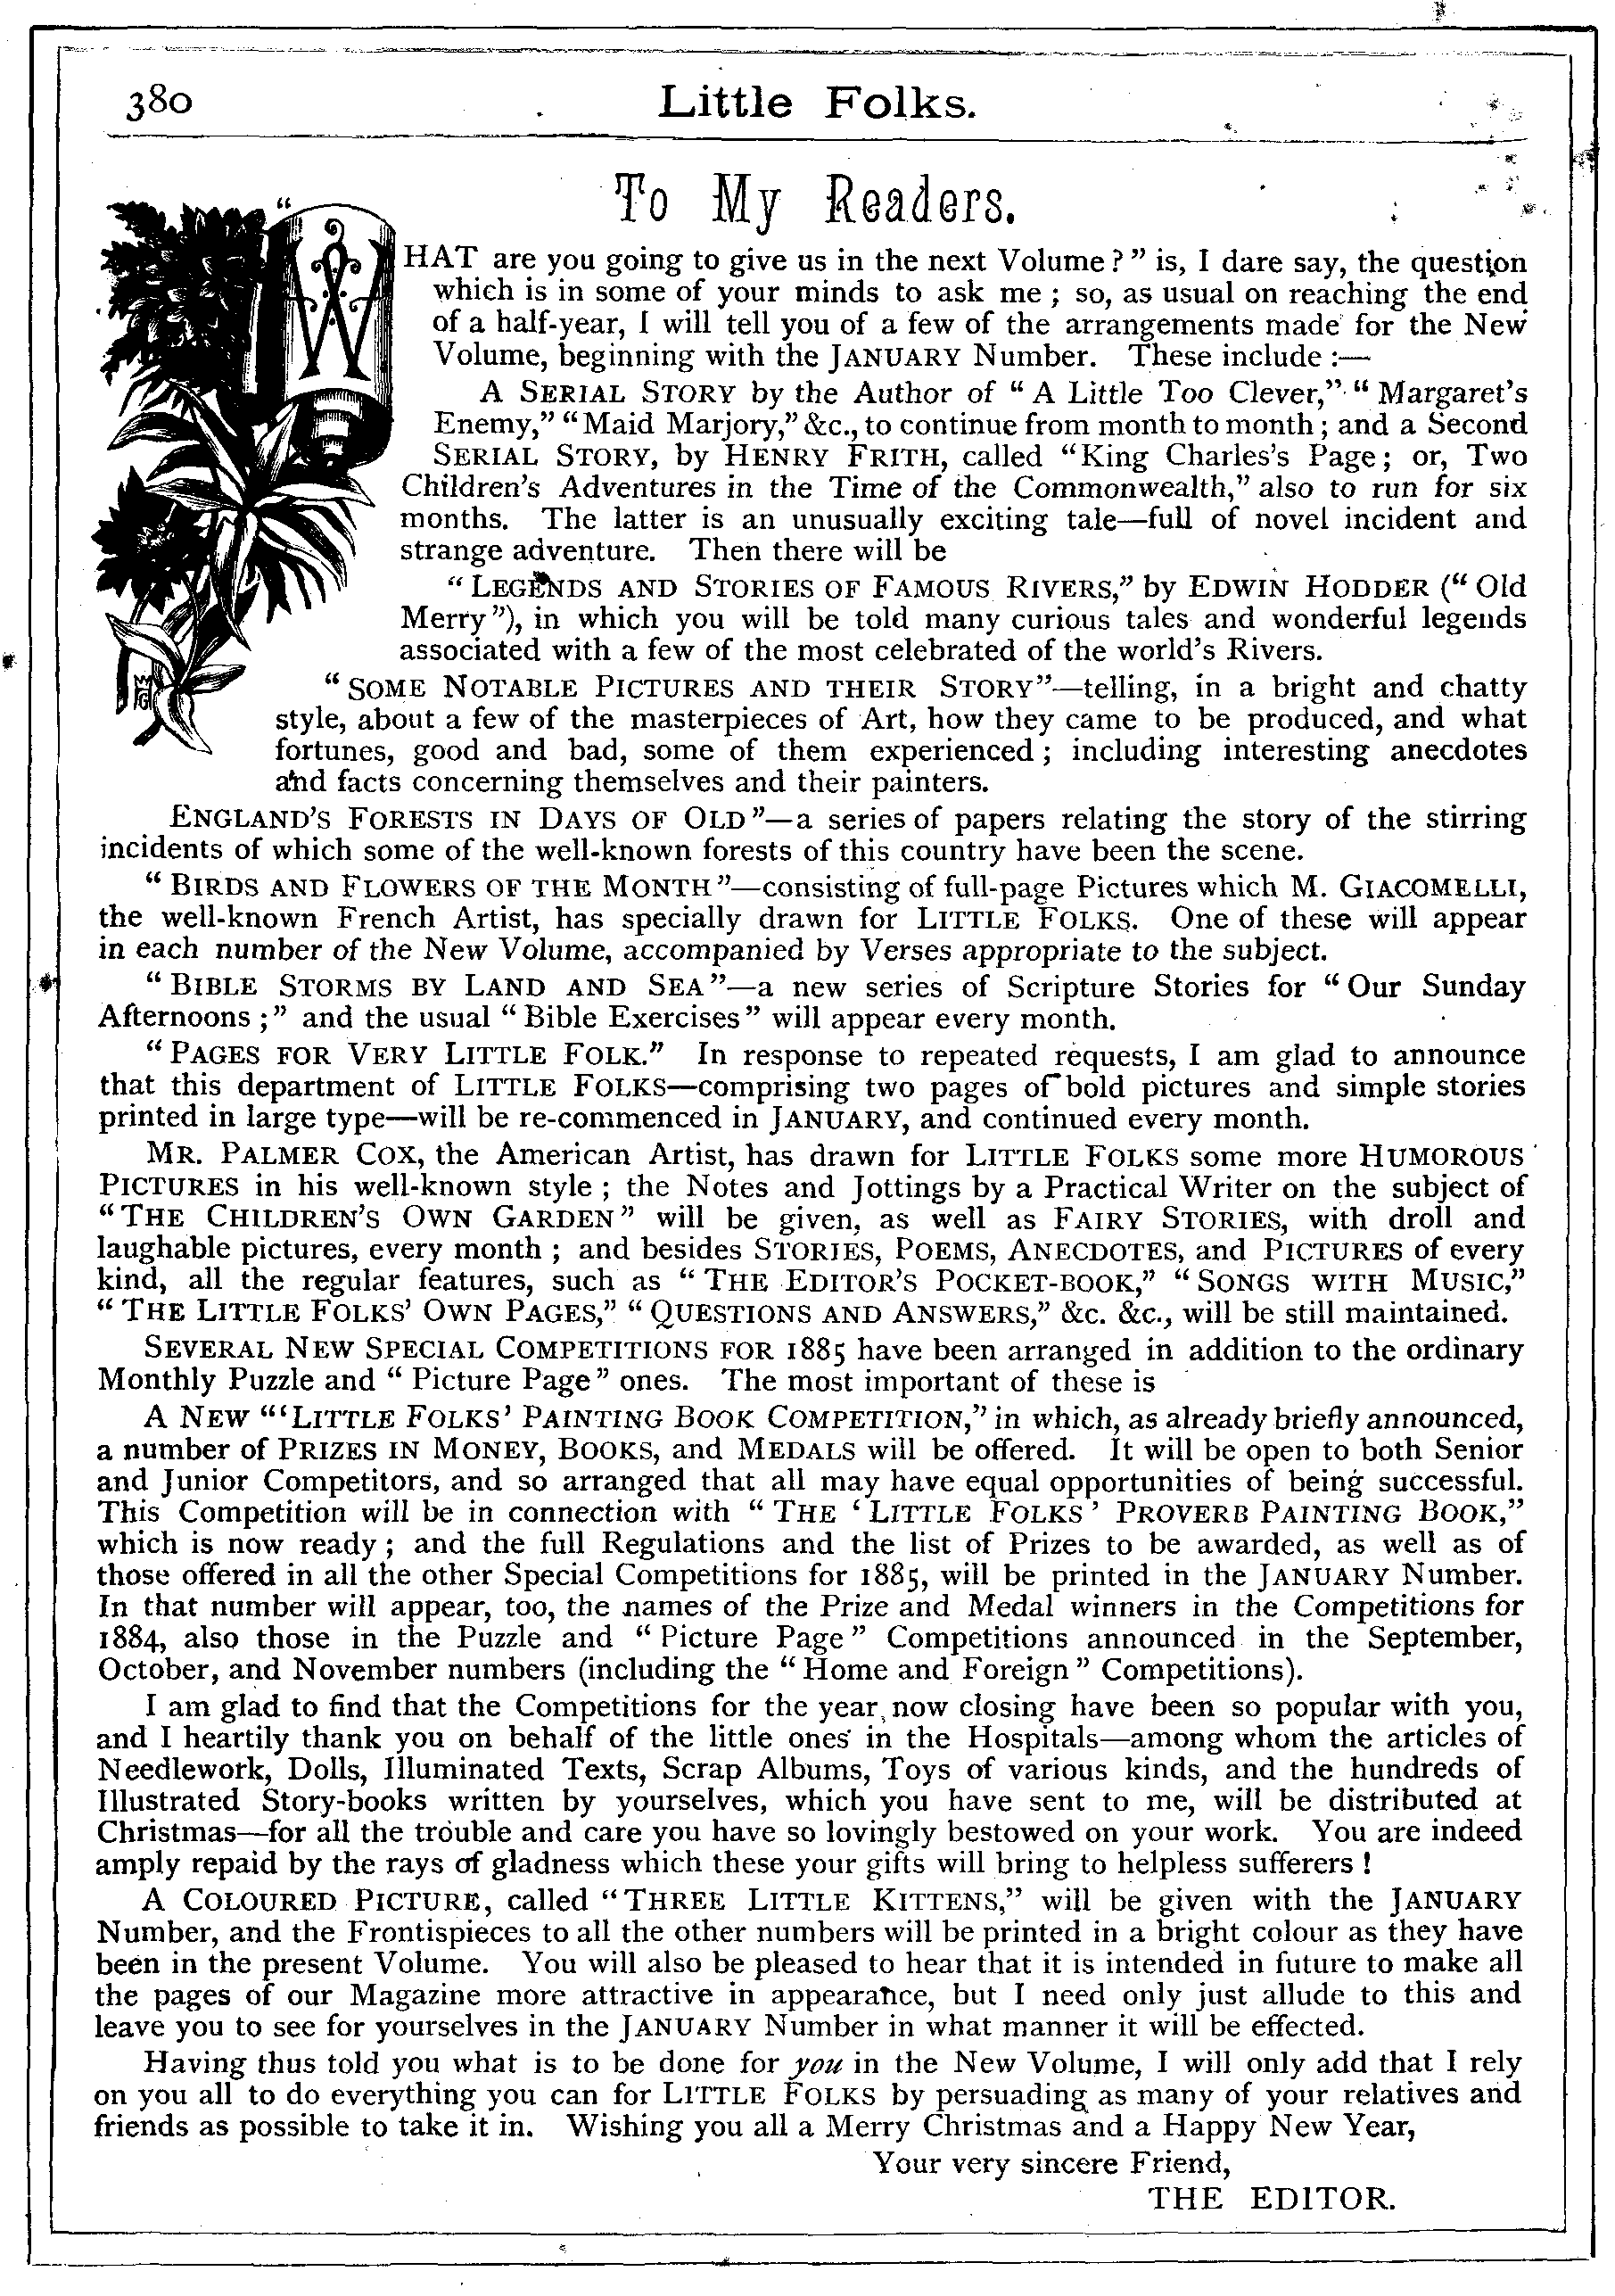 380 Little Folks.
To My Readers.
"WHAT are you going to give us in the next Volume?" is, I dare say, the question
which is in some of your minds to ask me; so, as usual on reaching the end
of a half-year, I will tell you of a few of the arrangements made for the New
Volume, beginning with the JANUARY Number. These include:—
A SERIAL STORY by the Author of "A Little Too Clever," "Margaret's
Enemy," "Maid Marjory," &c., to continue from month to month; and a Second
SERIAL STORY, by HENRY FRITH, called "King Charles's Page; or, Two
Children's Adventures in the Time of the Commonwealth," also to run for six
months. The latter is an unusually exciting tale—full of novel incident and
strange adventure. Then there will be
"LEGENDS AND STORIES OF FAMOUS RIVERS," by EDWIN HODDER ("Old
Merry"), in which you will be told many curious tales and wonderful legends
associated with a few of the most celebrated of the world's Rivers.
"SOME NOTABLE PICTURES AND THEIR STORY"—telling, in a bright and chatty
style, about a few of the masterpieces of Art, how they came to be produced, and what
fortunes, good and bad, some of them experienced; including interesting anecdotes
and facts concerning themselves and their painters.
ENGLAND'S FORESTS IN DAYS OF OLD"—a series of papers relating the story of the stirring
incidents of which some of the well-known forests of this country have been the scene.
"BIRDS AND FLOWERS OF THE MONTH"—consisting of full-page Pictures which M. GIACOMELLI,
the well-known French Artist, has specially drawn for LITTLE FOLKS. One of these will appear
in each number of the New Volume, accompanied by Verses appropriate to the subject.
"BIBLE STORMS BY LAND AND SEA"—a new series of Scripture Stories for "Our Sunday
Afternoons;" and the usual "Bible Exercises" will appear every month.
"PAGES FOR VERY LITTLE FOLK." In response to repeated requests, I am glad to announce
that this department of LITTLE FOLKS—comprising two pages of bold pictures and simple stories
printed in large type—will be re-commenced in JANUARY, and continued every month.
MR. PALMER COX, the American Artist, has drawn for LITTLE FOLKS some more HUMOROUS
PICTURES in his well-known style; the Notes and Jottings by a Practical Writer on the subject of
"THE CHILDREN'S OWN GARDEN" will be given, as well as FAIRY STORIES, with droll and
laughable pictures, every month; and besides STORIES, POEMS, ANECDOTES, and PICTURES of every
kind, all the regular features, such as "THE EDITOR'S POCKET-BOOK," "SONGS WITH MUSIC,"
"THE LITTLE FOLKS' OWN PAGES," "QUESTIONS AND ANSWERS," &c. &c., will be still maintained.
SEVERAL NEW SPECIAL COMPETITIONS FOR 1885 have been arranged in addition to the ordinary
Monthly Puzzle and "Picture Page" ones. The most important of these is
A NEW "'LITTLE FOLKS' PAINTING BOOK COMPETITION," in which, as already briefly announced,
a number of PRIZES IN MONEY, BOOKS, and MEDALS will be offered. It will be open to both Senior
and Junior Competitors, and so arranged that all may have equal opportunities of being successful.
This Competition will be in connection with "THE 'LITTLE FOLKS' PROVERB PAINTING BOOK,"
which is now ready; and the full Regulations and the list of Prizes to be awarded, as well as of
those offered in all the other Special Competitions for 1885, will be printed in the JANUARY Number.
In that number will appear, too, the names of the Prize and Medal winners in the Competitions for
1884, also those in the Puzzle and "Picture Page" Competitions announced in the September,
October, and November numbers (including the "Home and Foreign" Competitions).
I am glad to find that the Competitions for the year now closing have been so popular with you,
and I heartily thank you on behalf of the little ones in the Hospitals—among whom the articles of
Needlework, Dolls, Illuminated Texts, Scrap Albums, Toys of various kinds, and the hundreds of
Illustrated Story-books written by yourselves, which you have sent to me, will be distributed at
Christmas—for all the trouble and care you have so lovingly bestowed on your work. You are indeed
amply repaid by the rays of gladness which these your gifts will bring to helpless sufferers!
A COLOURED PICTURE, called "THREE LITTLE KITTENS," will be given with the JANUARY
Number, and the Frontispieces to all the other numbers will be printed in a bright colour as they have
been in the present Volume. You will also be pleased to hear that it is intended in future to make all
the pages of our Magazine more attractive in appearance, but I need only just allude to this and
leave you to see for yourselves in the JANUARY Number in what manner it will be effected.
Having thus told you what is to be done for you in the New Volume, I will only add that I rely
on you all to do everything you can for LITTLE FOLKS by persuading as many of your relatives and
friends as possible to take it in. Wishing you all a Merry Christmas and a Happy New Year,
Your very sincere Friend,
THE EDITOR.